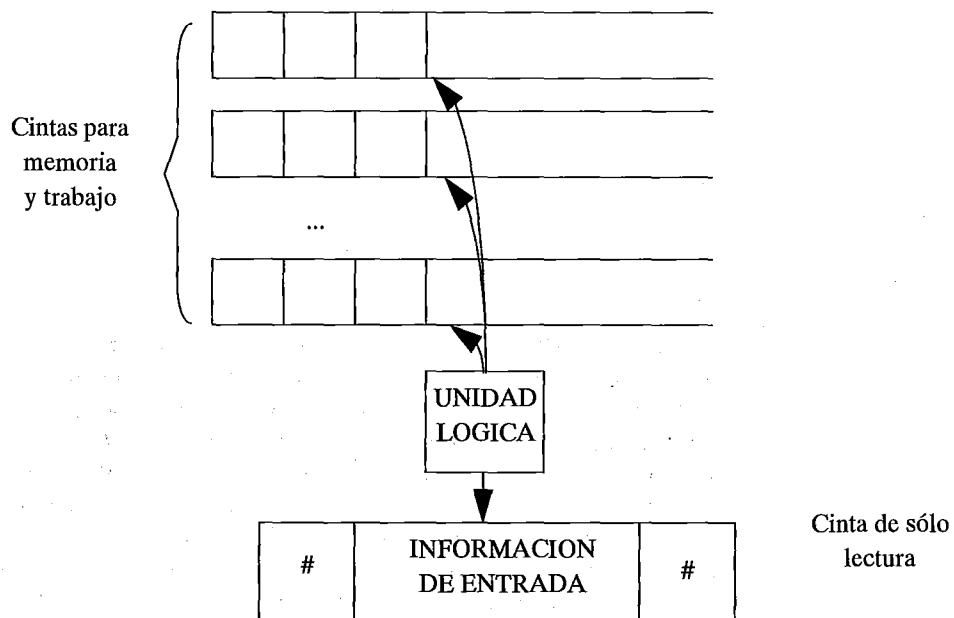 Cintas para
memoria
y trabajo
...
UNIDAD
LOGICA
Cinta de sólo
lectura
#
INFORMACION
DE ENTRADA
#